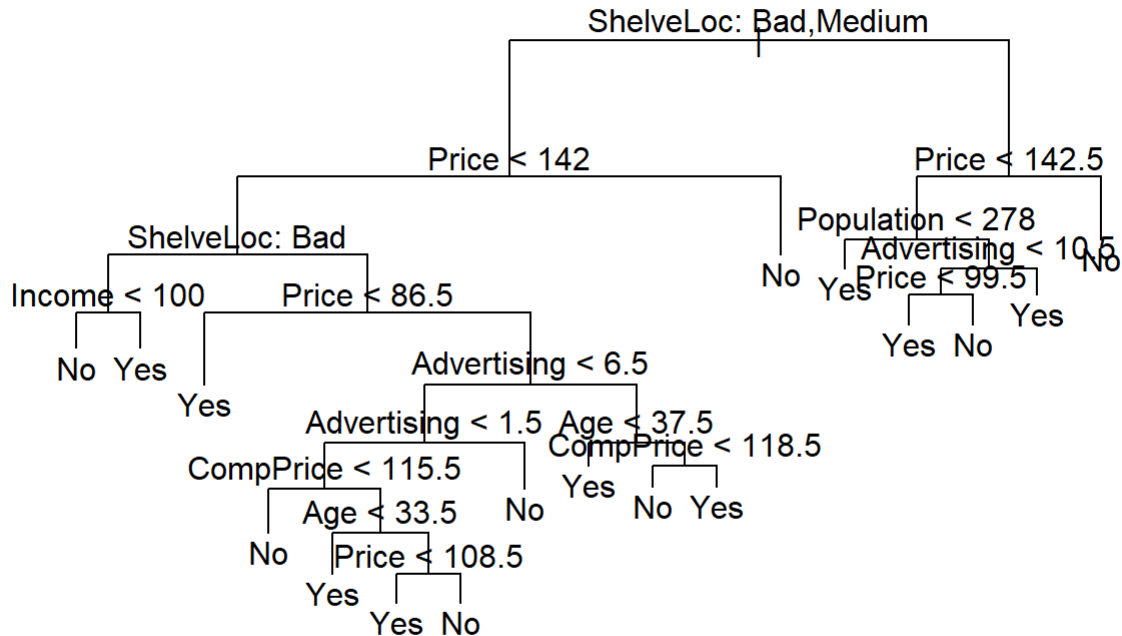 ShelveLoc: Bad,Medium
Price < 142
Price < 142.5
Population < 278
ShelveLoc: Bad
Advertising < 10.5
No
No
Yes
Price < 99.5
Income < 100
Price < 86.5
Yes
Yes
No
No
Yes
Advertising < 6.5
Yes
Advertising < 1.5
Age < 37.5
CompPrice < 118.5
CompPrice < 115.5
Yes
No
Yes
No
Age < 33.5
No
Price < 108.5
Yes
Yes
No